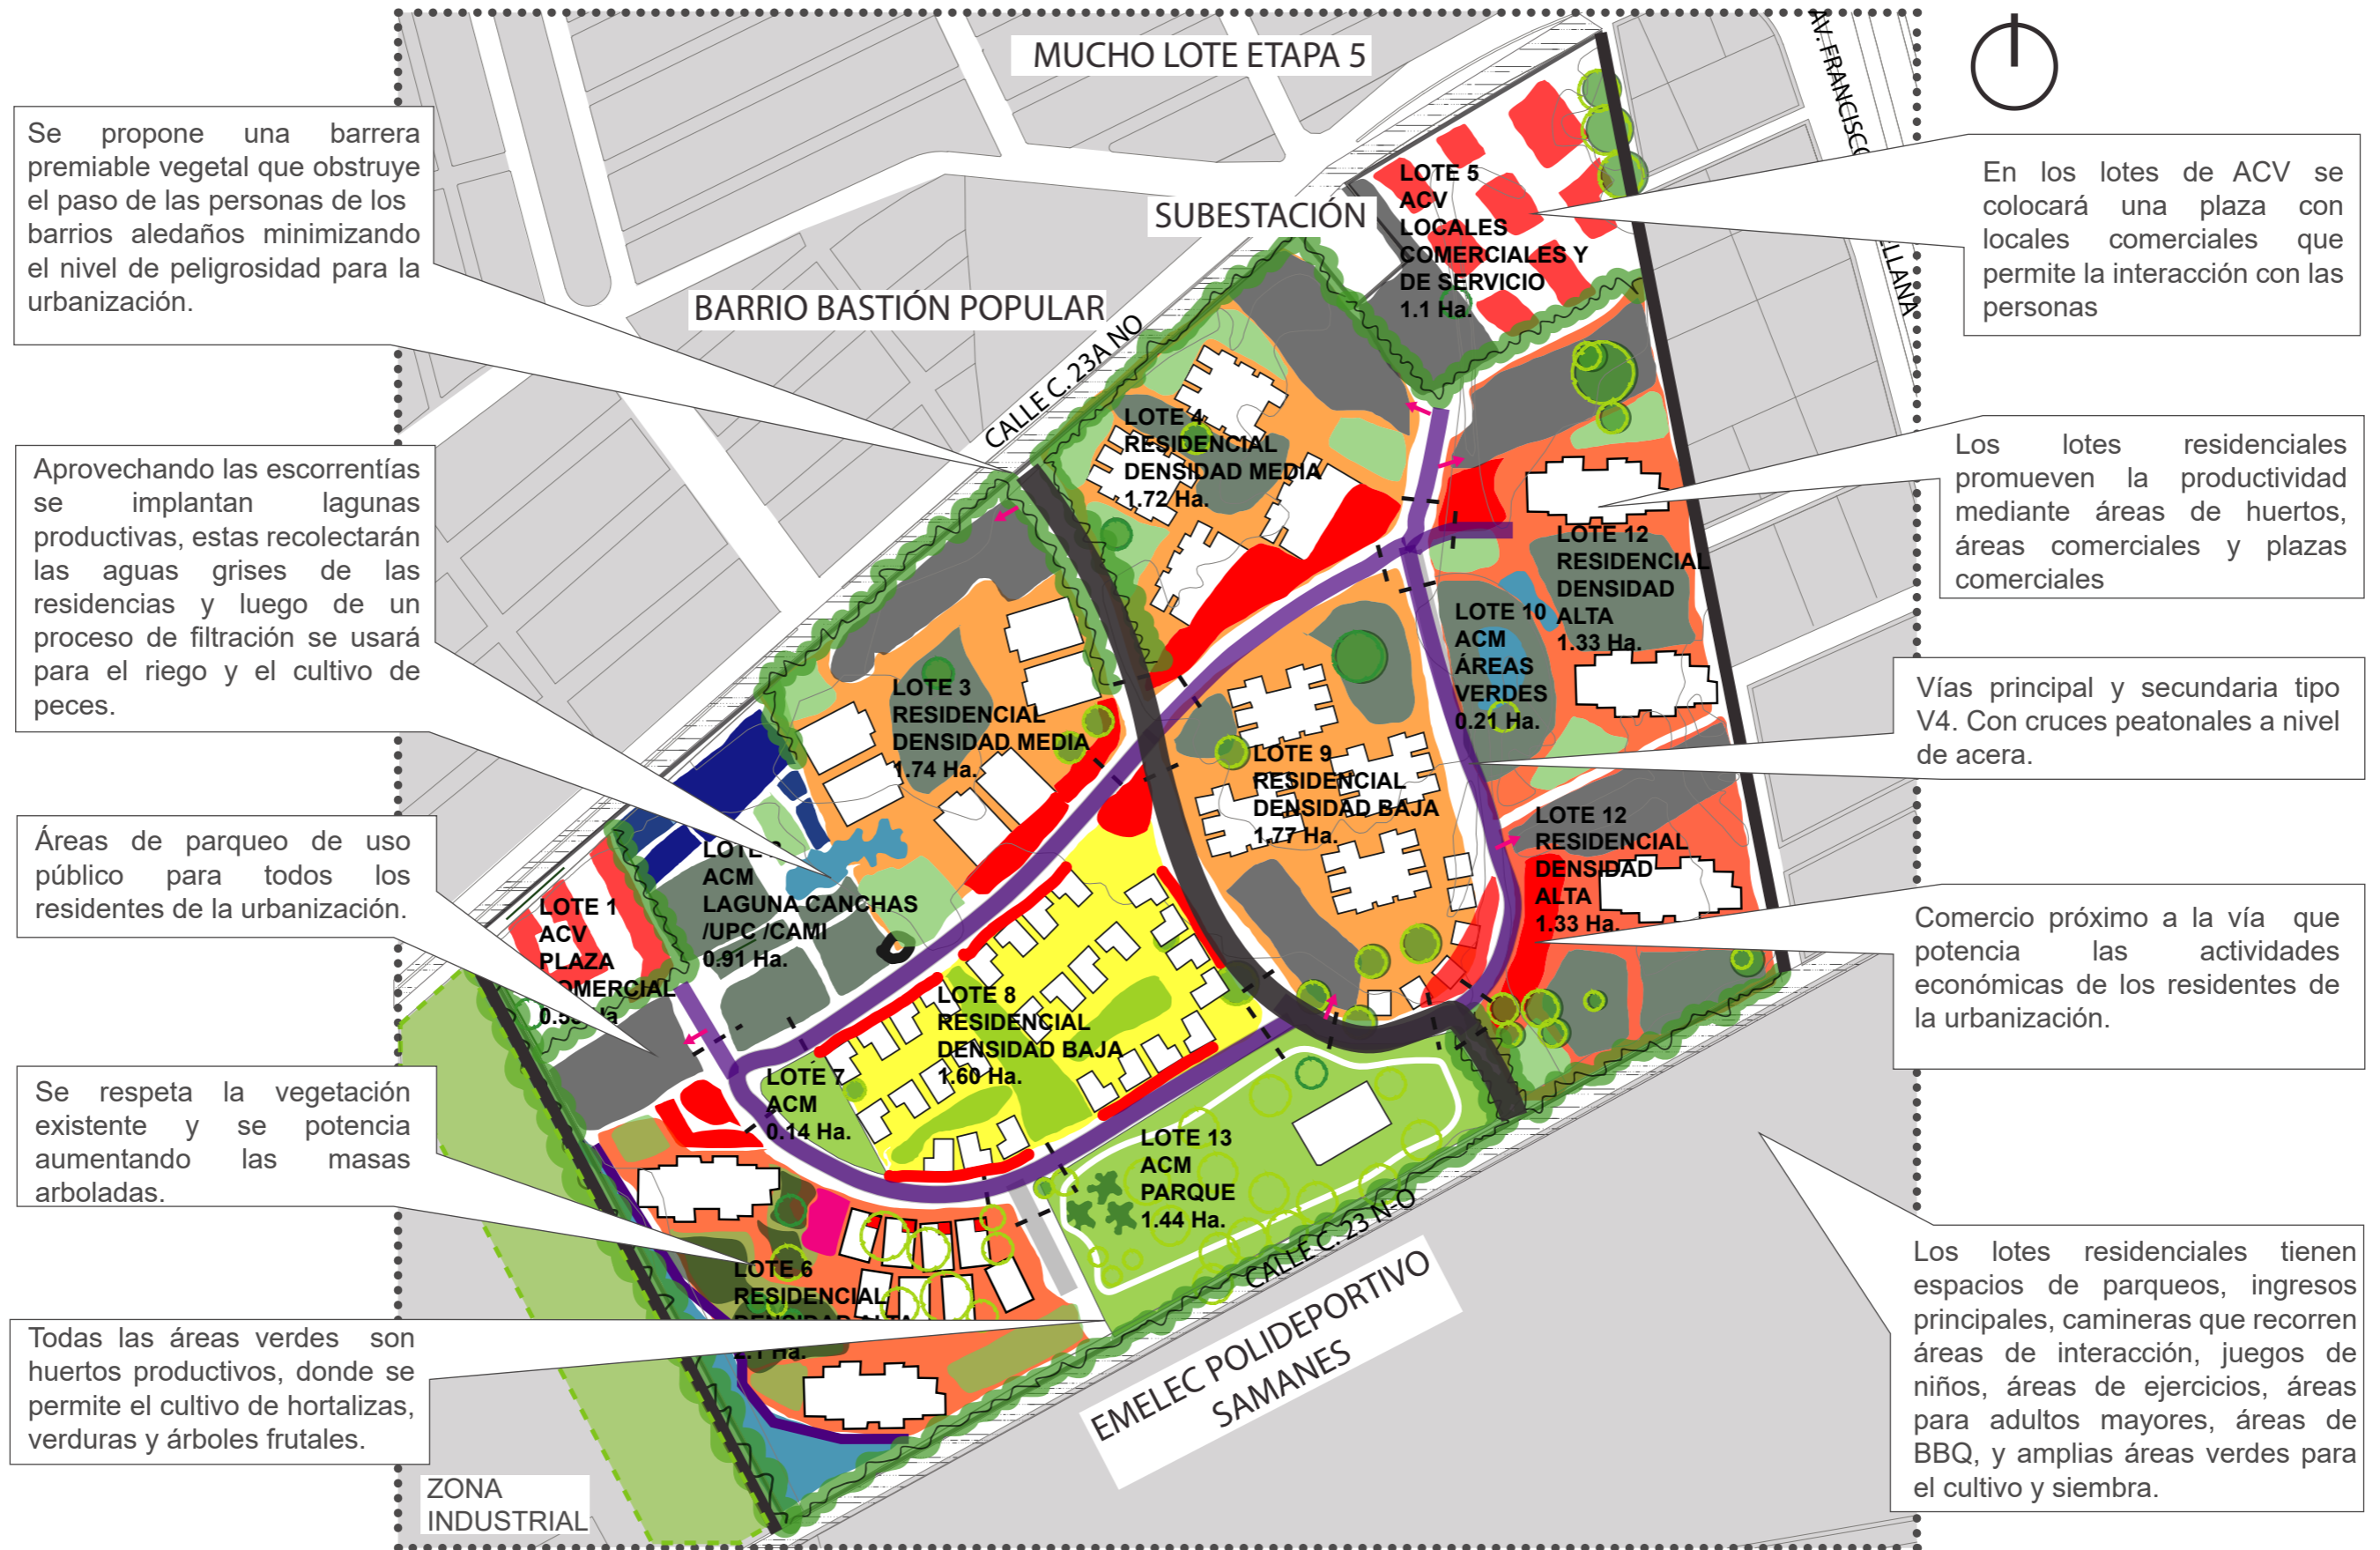 MUCHO LOTE ETAPA 5
AV. FRANCISCO
LLANA
Se propone una barrera
premiable vegetal que obstruye
el paso de las personas de los
barrios aledaños minimizando
el nivel de peligrosidad para la
urbanización.
SUBESTACIÓN
BARRIO BASTIÓN POPULAR
CALLE C. 23A NO
LOTE 5
ACV
LOCALES
COMERCIALES Y
DE SERVICIO
1.1 Ha.
En los lotes de ACV se
colocará una plaza con
locales comerciales que
permite la interacción con las
personas
Aprovechando las escorrentías
se implantan lagunas
productivas, estas recolectarán
las aguas grises de las
residencias y luego de un
proceso de filtración se usará
para el riego y el cultivo de
peces.
LOTE 4
RESIDENCIAL
DENSIDAD MEDIA
1.72 Ha.
Los lotes residenciales
promueven la productividad
mediante áreas de huertos,
áreas comerciales y plazas
comerciales
LOTE 12
RESIDENCIAL
DENSIDAD
ALTA
1.33 Ha.
LOTE 10
ACM
ÁREAS
VERDES
0.21 Ha.
LOTE 3
RESIDENCIAL
DENSIDAD MEDIA
1.74 Ha.
Vías principal y secundaria tipo
V4. Con cruces peatonales a nivel
de acera.
LOTE 9
RESIDENCIAL
DENSIDAD BAJA
1.77 Ha.
LOTE 12
RESIDENCIAL
DENSIDAD
ALTA
1.33 Ha.
Áreas de parqueo de uso
público para todos los
residentes de la urbanización.
LOTE
ACM
LAGUNA CANCHAS
/UPC /CAMI
0.91 Ha.
LOTE 1
ACV
PLAZA
OMERCIAL
Comercio próximo a la vía que
potencia las actividades
económicas de los residentes de
la urbanización.
LOTE 8
RESIDENCIAL
DENSIDAD BAJA
1.60 Ha.
LOTE 7
ACM
0.14 Ha.
Se respeta la vegetación
existente y se potencia
aumentando las masas
arboladas.
LOTE 13
ACM
PARQUE
1.44 Ha.
CALLE C. 23 N-O
LOTE 6
RESIDENCIAL
DENSIDAD ALTA
EMELEC POLIDEPORTIVO
SAMANES
Los lotes residenciales tienen
espacios de parqueos, ingresos
principales, camineras que recorren
áreas de interacción, juegos de
niños, áreas de ejercicios, áreas
para adultos mayores, áreas de
BBQ, y amplias áreas verdes para
el cultivo y siembra.
Todas las áreas verdes son
huertos productivos, donde se
permite el cultivo de hortalizas,
verduras y árboles frutales.
ZONA
INDUSTRIAL